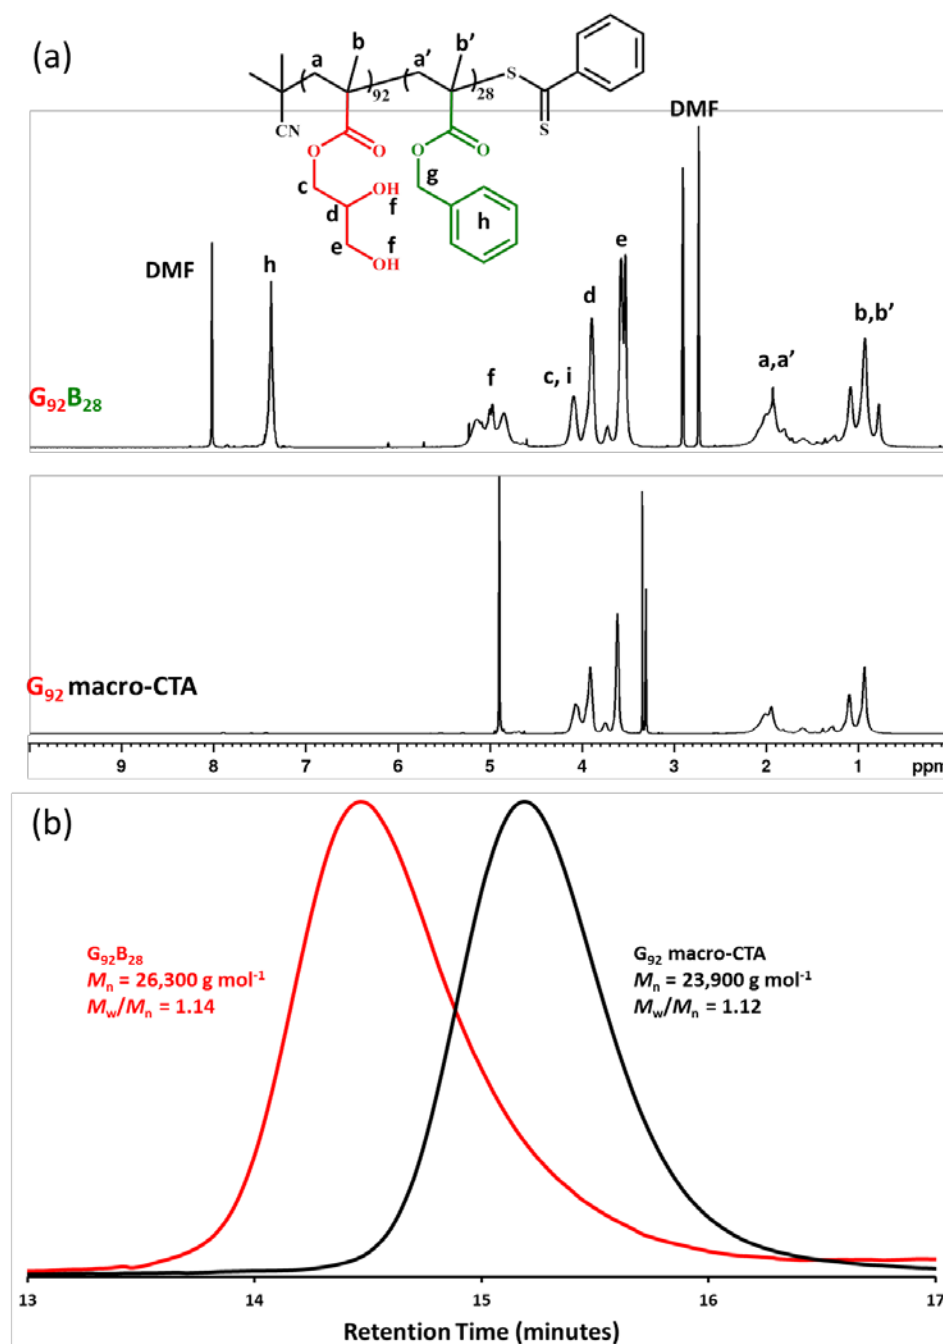 (a)
a
b
a'
b'
92
28
S
S
CN
O
O
O
O
c
g
OH
f
d
h
e
f
OH
DMF
DMF
h
f
c, i
d
e
a,a'
b,b'
G92B28
G92 macro-CTA
9 8 7 6 5 4 3 2 1 ppm
(b)
G92B28
Mn = 26,300 g mol-1
Mw/Mn = 1.14
G92 macro-CTA
Mn = 23,900 g mol-1
Mw/Mn = 1.12
13 14 15 16 17
Retention Time (minutes)